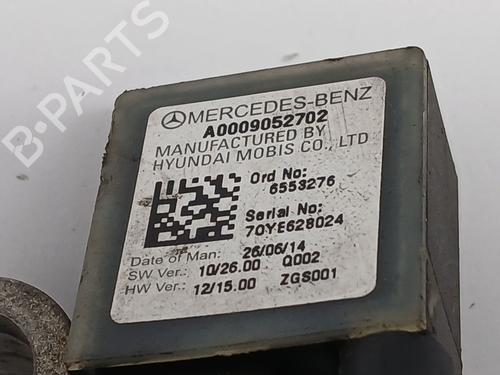 B-PARTS
MERCEDES-BENZ
A0009052702
MANUFACTURED BY
HYUNDAI MOBIS CO., LTD
Ord No:
6553276
Serial No:
70YE628024
Date of Man: 26/06/14
SW Ver.: 10/26.00 Q002
HW Ver.: 12/15.00 ZGS001